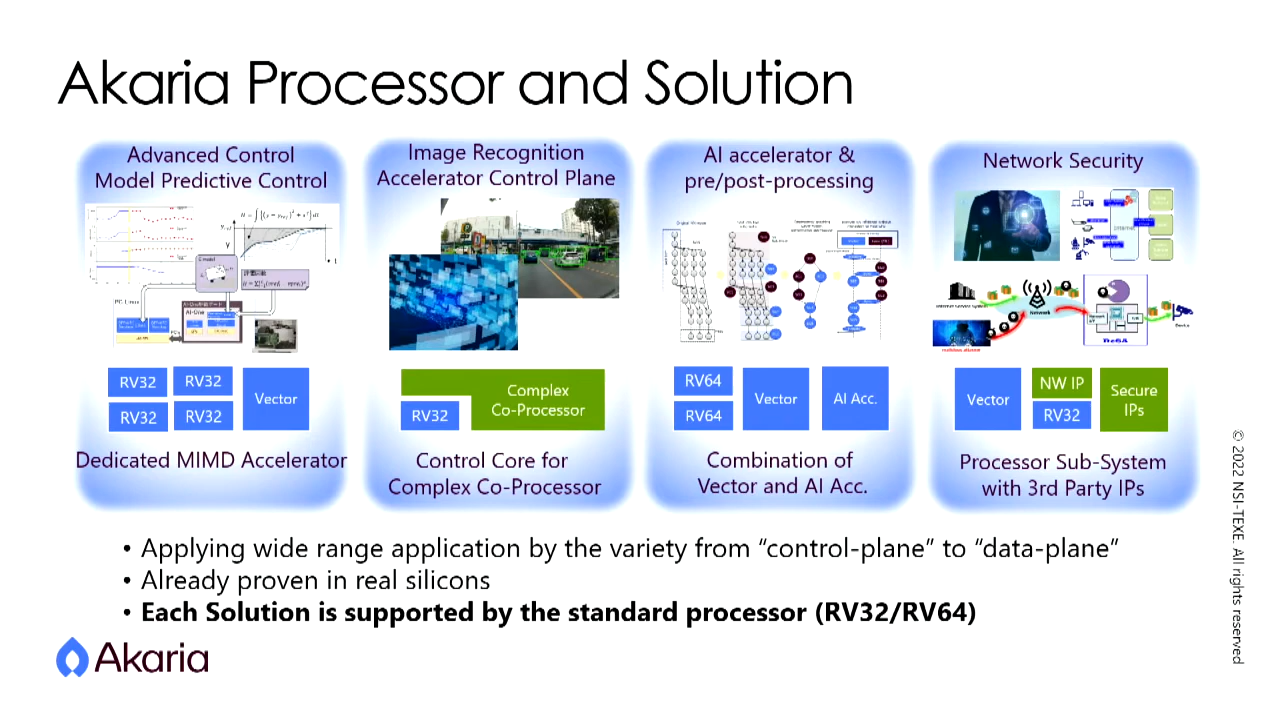 Akaria Processor and Solution
Advanced Control
Model Predictive Control
RV32
RV32
RV32
RV32
Vector
Dedicated MIMD Accelerator
Image Recognition
Accelerator Control Plane
RV32
Complex
Co-Processor
Control Core for
Complex Co-Processor
AI accelerator &
pre/post-processing
RV64
RV64
Vector
AI Acc.
Combination of
Vector and AI Acc.
Network Security
Network
Vector
NW IP
RV32
Secure
IPs
Processor Sub-System
with 3rd Party IPs
• Applying wide range application by the variety from “control-plane” to “data-plane”
• Already proven in real silicons
• Each Solution is supported by the standard processor (RV32/RV64)
Akaria
© 2022 NSI-TEXE. All rights reserved